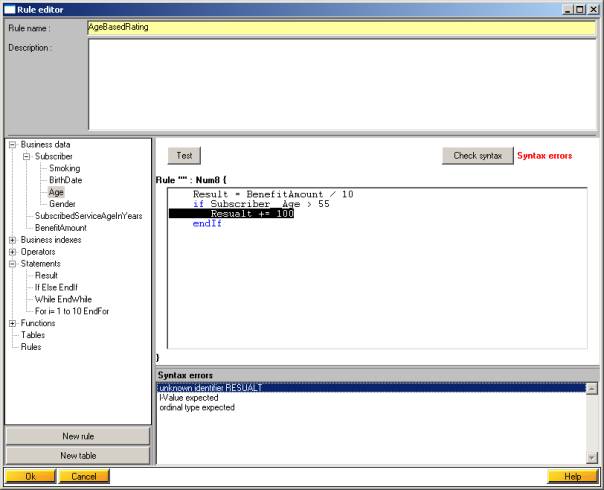 Rule editor
Rule name :
AgeBasedRating
Description :
Business data
Subscriber
Smoking
BirthDate
Age
Gender
SubscribedServiceAgeInYears
BenefitAmount
Business indexes
Operators
Statements
Result
If Else EndIf
While EndWhile
For i= 1 to 10 EndFor
Functions
Tables
Rules
New rule
New table
Test
Check syntax
Syntax errors
Rule "" : Num8 {
Result = BenefitAmount / 10
if Subscriber__Age > 55
Resualt += 100
endIf
}
Syntax errors
unknown identifier RESUALT
l-Value expected
ordinal type expected
Ok
Cancel
Help